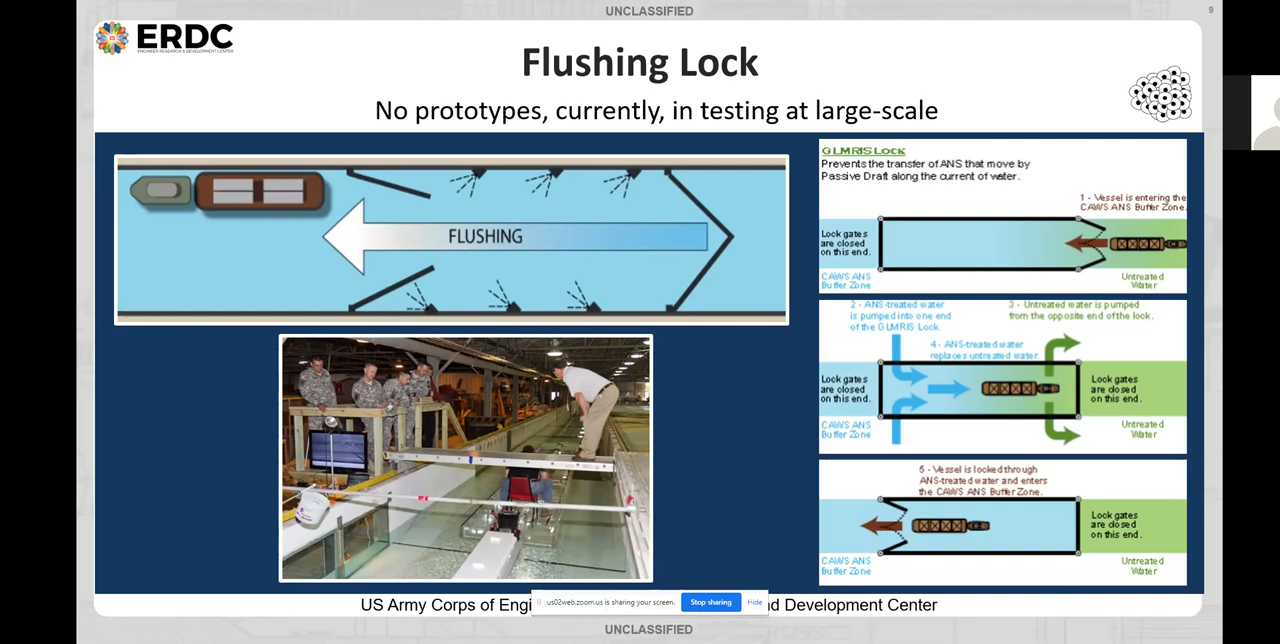 UNCLASSIFIED
9
ERDC
ENGINEER RESEARCH & DEVELOPMENT CENTER
Flushing Lock
No prototypes, currently, in testing at large-scale
FLUSHING
GLMRIS Lock
Prevents the transfer of ANS that move by
Passive Draft along the current of water.
1 - Vessel is entering the
CAWS ANS Buffer Zone.
Lock gates
are closed
on this end.
CAWS ANS
Buffer Zone
Untreated
Water
2 - ANS-treated water
is pumped into one end
of the GLMRIS Lock.
3 - Untreated water is pumped
from the opposite end of the lock.
4 - ANS-treated water
replaces untreated water.
Lock gates
are closed
on this end.
Lock gates
are closed
on this end.
CAWS ANS
Buffer Zone
Untreated
Water
5 - Vessel is locked through
ANS-treated water and enters
the CAWS ANS Buffer Zone.
Lock gates
are closed
on this end.
CAWS ANS
Buffer Zone
Untreated
Water
US Army Corps of Engi
d Development Center
us02web.zoom.us is sharing your screen.
Stop sharing
Hide
UNCLASSIFIED